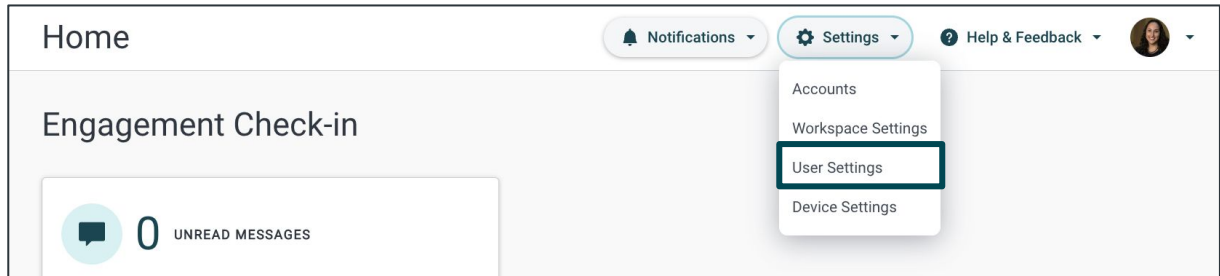 Home
Notifications
Settings
Help & Feedback
Accounts
Workspace Settings
User Settings
Device Settings
Engagement Check-in
0 UNREAD MESSAGES